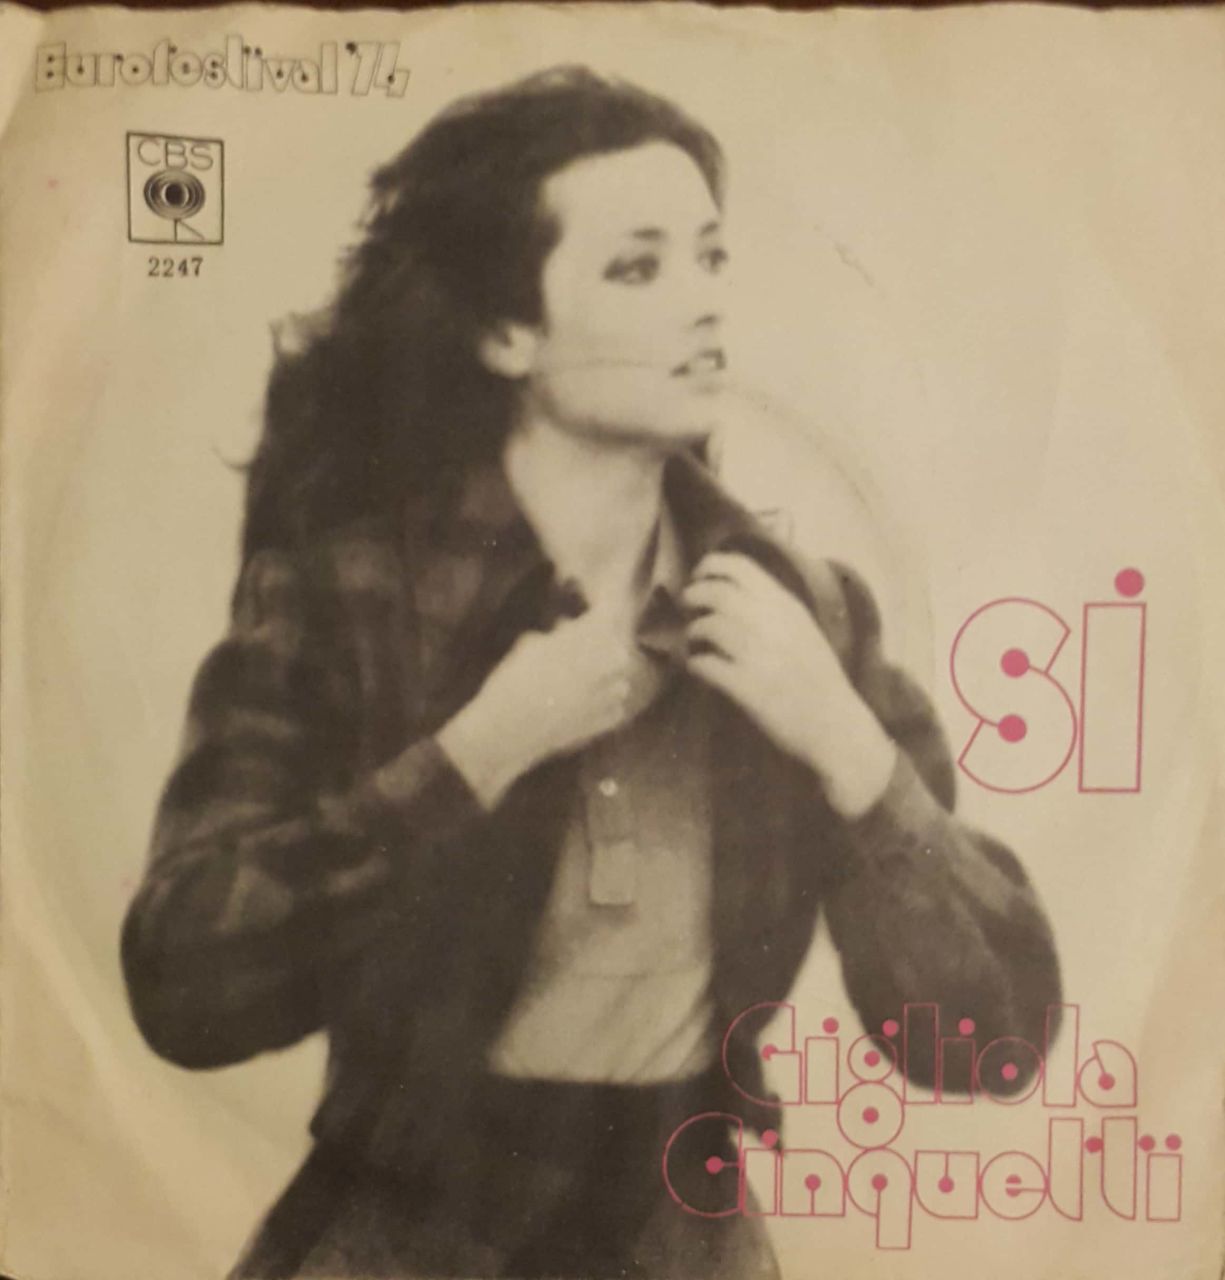 Eurofestival '74
CBS
2247
Si
Gigliola
Cinquetti